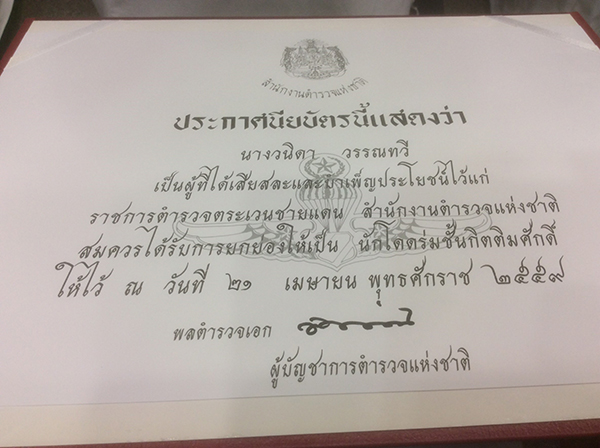 สำนักงานตำรวจแห่งชาติ
ประกาศนียบัตรนี้แสดงว่า
นางวนิดา วรรณทวี
เป็นผู้ที่ได้เสียสละและบำเพ็ญประโยชน์ไว้แก่
ราชการตำรวจตระเวนชายแดน สำนักงานตำรวจแห่งชาติ
สมควรได้รับการยกย่องให้เป็น นักโดดร่มชั้นกิตติมศักดิ์
ให้ไว้ ณ วันที่ ๒๑ เมษายน พุทธศักราช ๒๕๕๙
พลตำรวจเอก
ผู้บัญชาการตำรวจแห่งชาติ